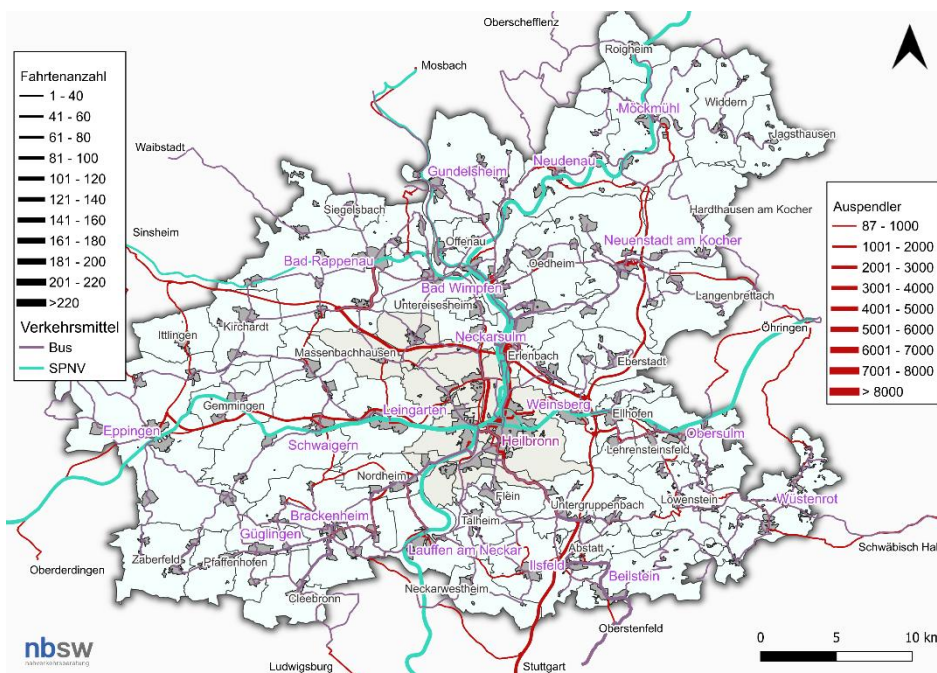 Oberschefflenz
Roigheim
Mosbach
Möckmühl
Widdern
Jagsthausen
Waibstadt
Neudenau
Gundelsheim
Siegelsbach
Hardthausen am Kocher
Sinsheim
Offenau
Neuenstadt am Kocher
Bad Rappenau
Oedheim
Bad Wimpfen
Langenbrettach
Untereisesheim
Öhringen
Kirchardt
Ittlingen
Neckarsulm
Massenbachhausen
Erlenbach
Eberstadt
Gemmingen
Leingarten
Weinsberg
Ellhofen
Eppingen
Schwaigern
Heilbronn
Obersulm
Lehrensteinsfeld
Nordheim
Flein
Löwenstein
Wüstenrot
Brackenheim
Untergruppenbach
Güglingen
Talheim
Schwäbisch Hal
Zaberfeld
Pfaffenhofen
Lauffen am Neckar
Abstatt
Oberderdingen
Ilsfeld
Beilstein
Neckarwestheim
Cleebronn
Oberstenfeld
Ludwigsburg
Stuttgart
Fahrtenanzahl
1 - 40
41 - 60
61 - 80
81 - 100
101 - 120
121 - 140
141 - 160
161 - 180
181 - 200
201 - 220
>220
Verkehrsmittel
Bus
SPNV
Auspendler
87 - 1000
1001 - 2000
2001 - 3000
3001 - 4000
4001 - 5000
5001 - 6000
6001 - 7000
7001 - 8000
> 8000
nbsw
nahverkehrsberatung
0 5 10 km